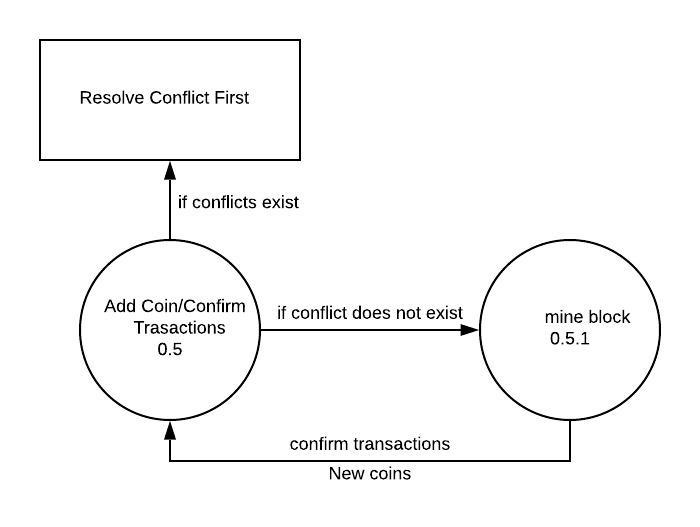 Resolve Conflict First
if conflicts exist
Add Coin/Confirm
Trasactions
0.5
if conflict does not exist
mine block
0.5.1
confirm transactions
New coins